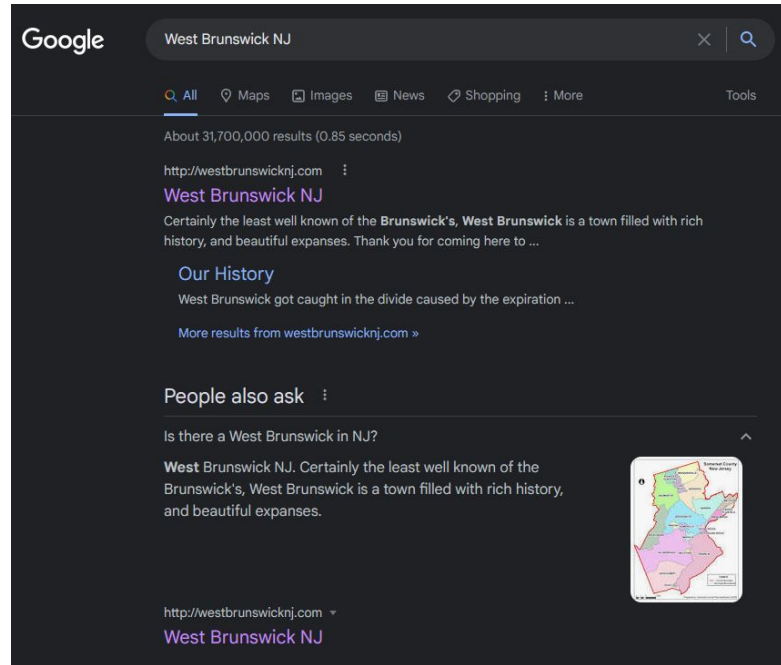 Google
West Brunswick NJ
All Maps Images News Shopping More Tools
About 31,700,000 results (0.85 seconds)
http://westbrunswicknj.com
West Brunswick NJ
Certainly the least well known of the Brunswick's, West Brunswick is a town filled with rich
history, and beautiful expanses. Thank you for coming here to ...
Our History
West Brunswick got caught in the divide caused by the expiration ...
More results from westbrunswicknj.com »
People also ask
Is there a West Brunswick in NJ?
West Brunswick NJ. Certainly the least well known of the
Brunswick's, West Brunswick is a town filled with rich history,
and beautiful expanses.
Somerset County
New Jersey
http://westbrunswicknj.com
West Brunswick NJ